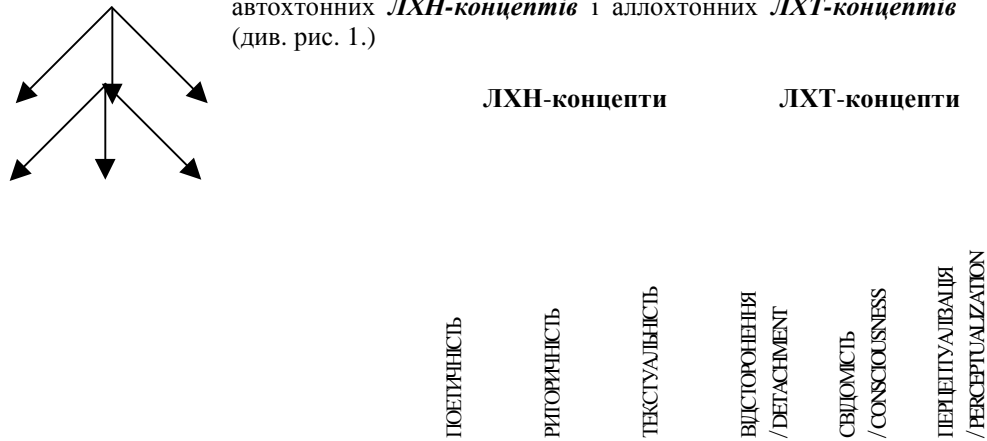 автохтонних ЛХН-концептів і аллохтонних ЛХТ-концептів
(див. рис. 1.)
ЛХН-концепти
ЛХТ-концепти
ПОЕТИЧНІСТЬ
РИТОРИЧНІСТЬ
ТЕКСТУАЛЬНІСТЬ
ВІДСТОРОНЕННЯ
/ DETACHMENT
СВІДОМІСТЬ
/ CONSCIOUSNESS
ПЕРЦЕПТУАЛІЗАЦІЯ
/ PERCEPTUALIZATION